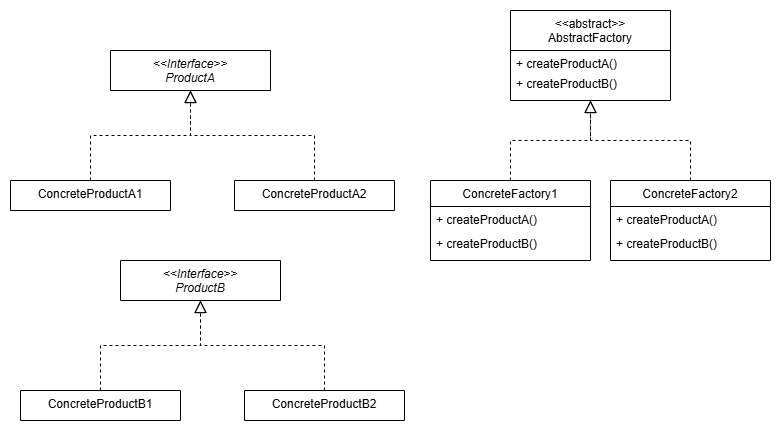 <<Interface>>
ProductA
ConcreteProductA1
ConcreteProductA2
<<Interface>>
ProductB
ConcreteProductB1
ConcreteProductB2
<<abstract>>
AbstractFactory
+ createProductA()
+ createProductB()
ConcreteFactory1
+ createProductA()
+ createProductB()
ConcreteFactory2
+ createProductA()
+ createProductB()